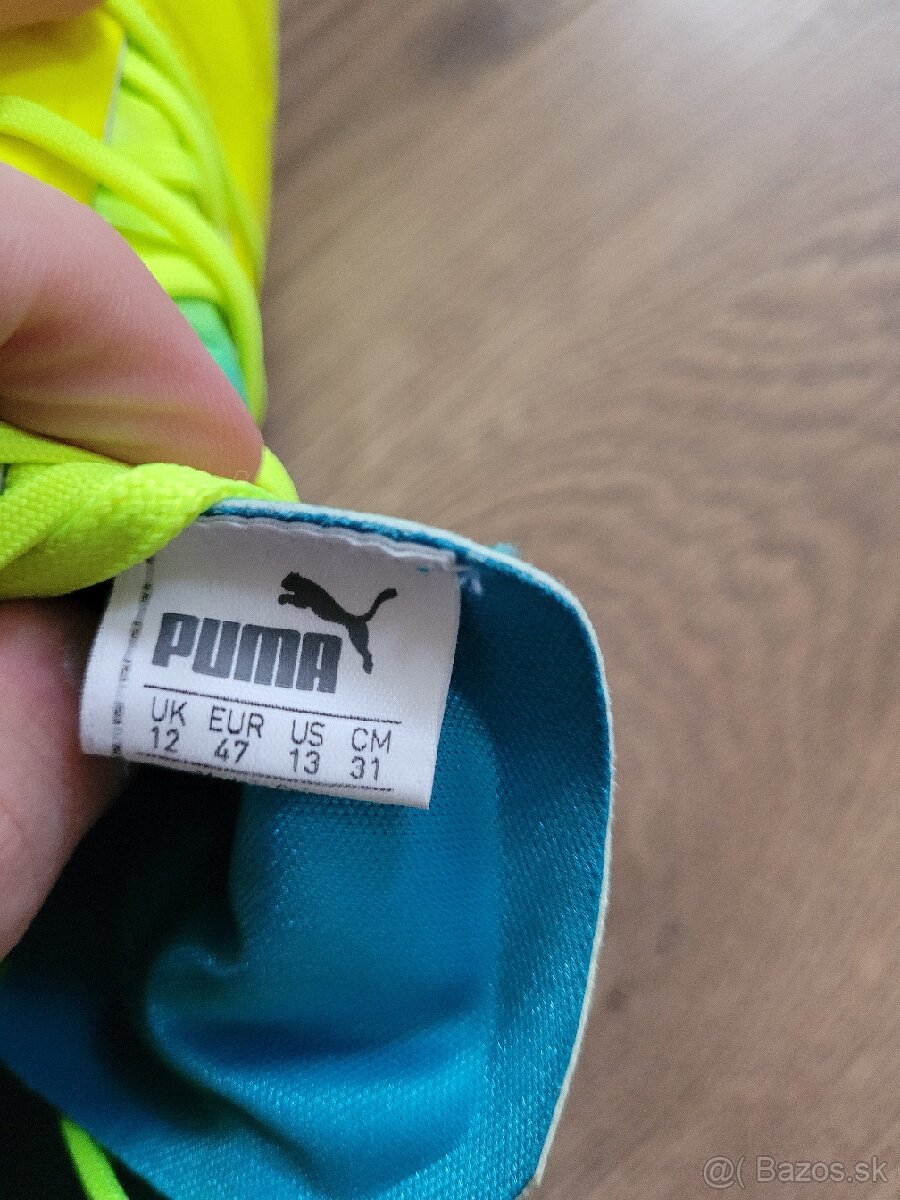 PUMA
UK EUR US CM
12 47 13 31
@( Bazos.sk